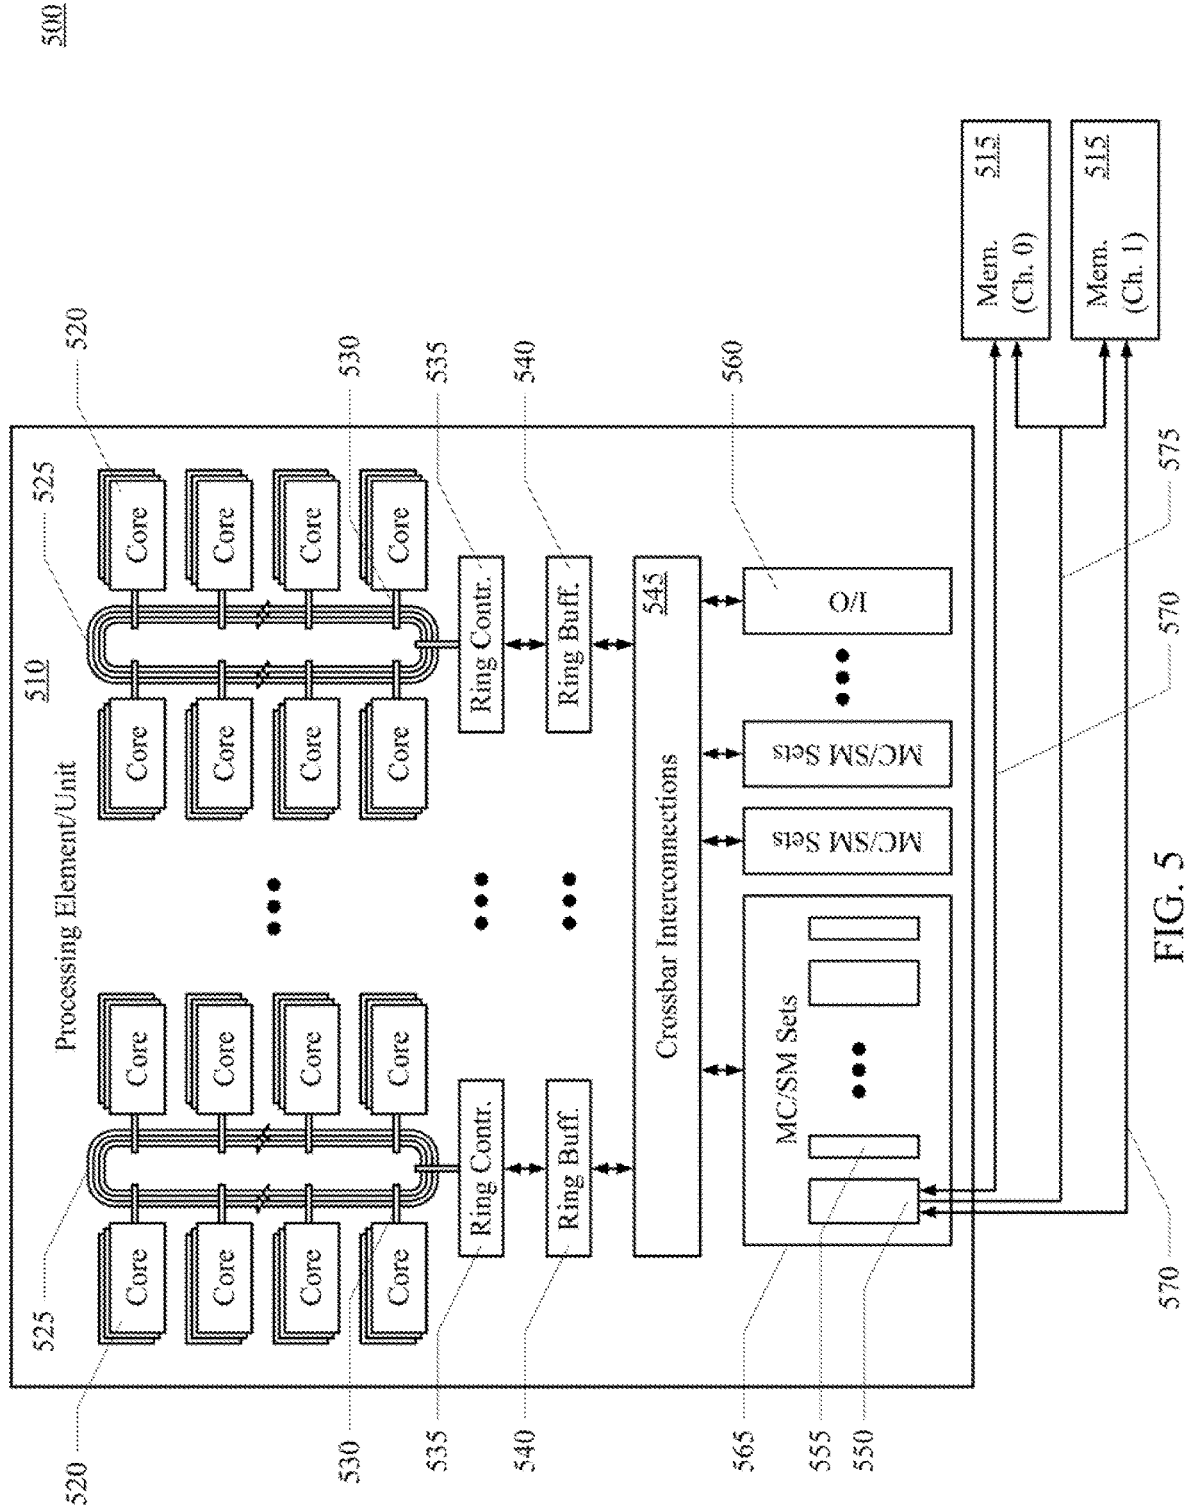 500
525
Processing Element/Unit
510
525
520
520
Core
Core
Core
Core
Core
Core
Core
Core
Core
Core
Core
Core
530
530
Core
Core
Core
Core
535
Ring Contr.
Ring Contr.
535
540
Ring Buff.
Ring Buff.
540
Crossbar Interconnections 545
565
MC/SM Sets
MC/SM Sets
MC/SM Sets
I/O
560
555
550
Mem. 515
(Ch. 0)
Mem. 515
(Ch. 1)
570
570
575
FIG. 5